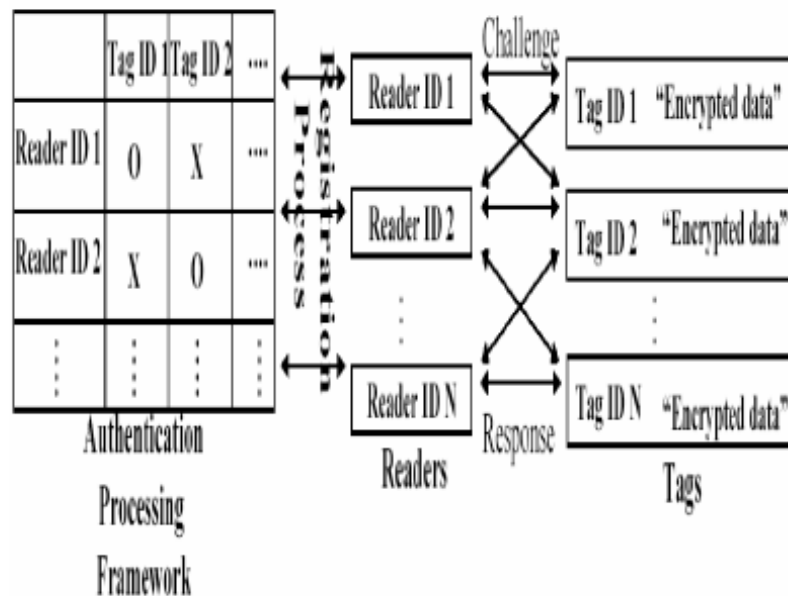 Tag ID 1 Tag ID 2 ....
Reader ID 1 O X ....
Reader ID 2 X O ....
Authentication
Processing
Framework
Registration
Process
Reader ID 1
Reader ID 2
Reader ID N
Readers
Challenge
Response
Tag ID 1 “Encrypted data”
Tag ID 2 “Encrypted data”
Tag ID N “Encrypted data”
Tags